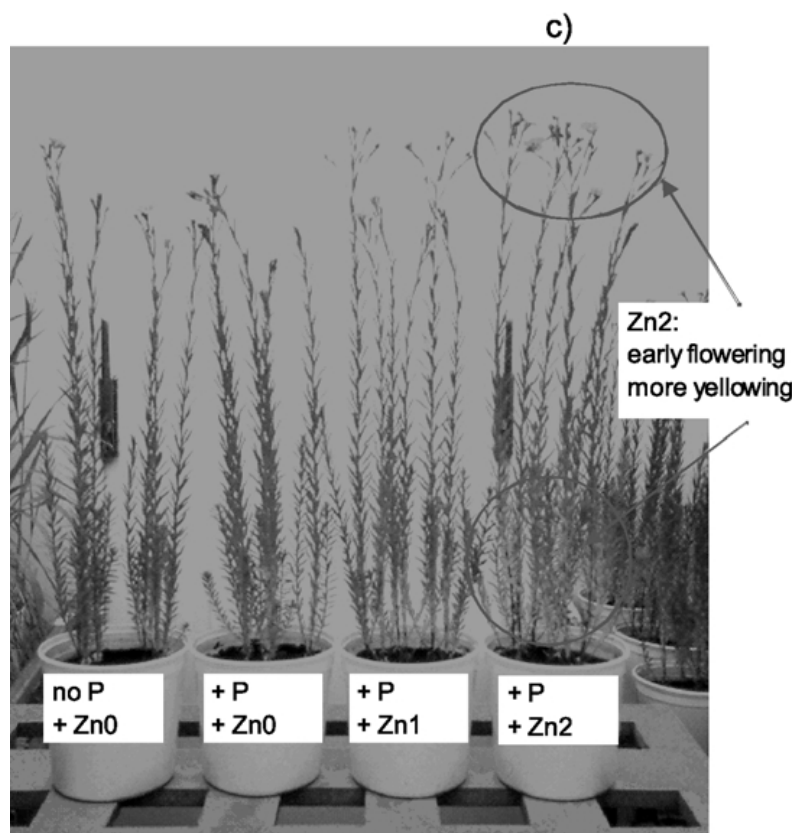 c)
Zn2:
early flowering
more yellowing
no P
+ Zn0
+ P
+ Zn0
+ P
+ Zn1
+ P
+ Zn2